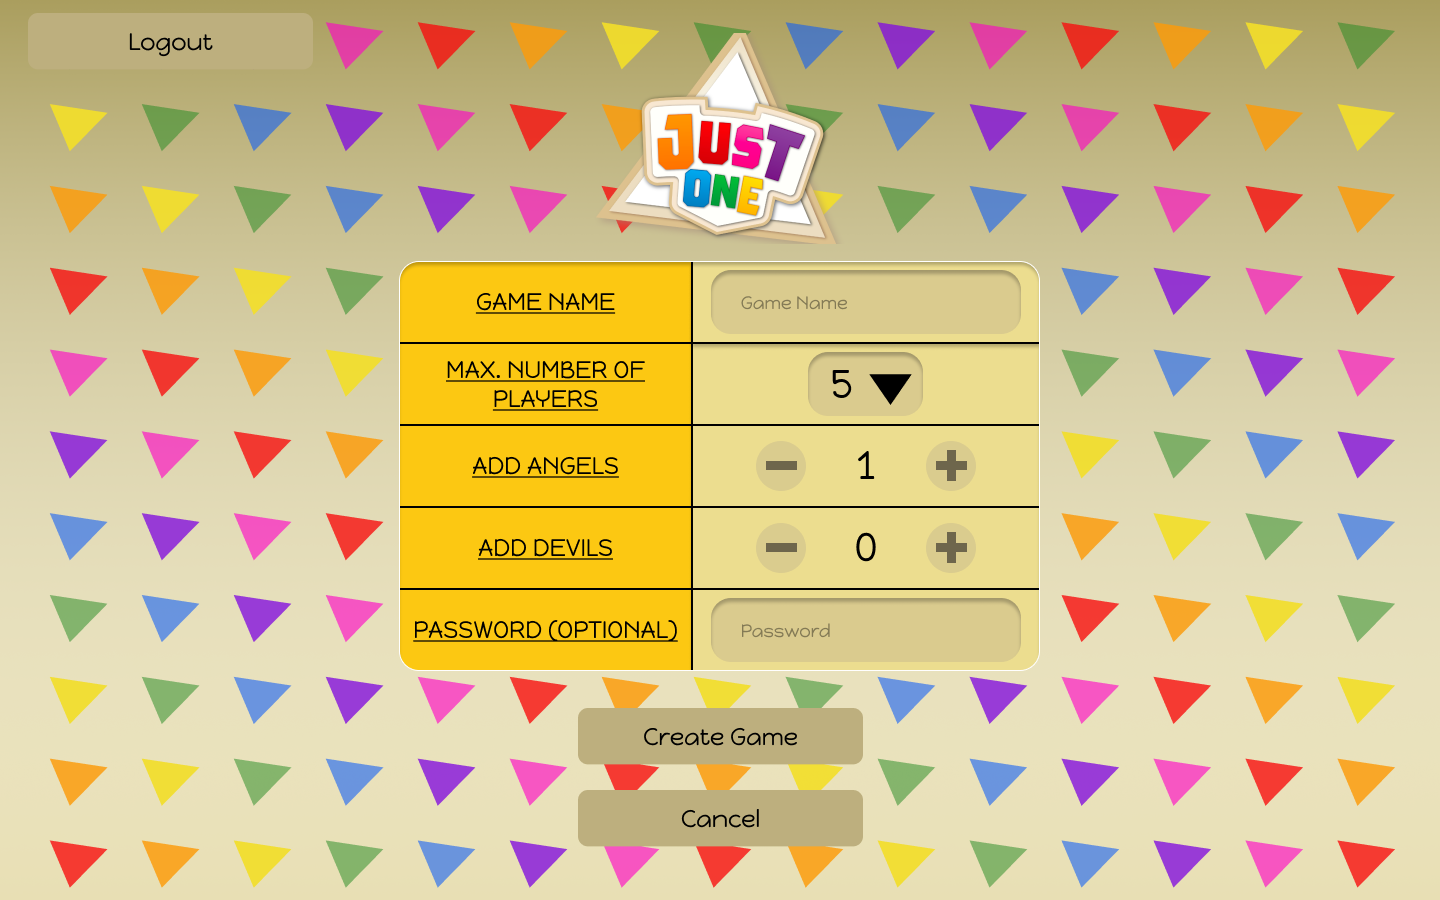 Logout
JUST
ONE
GAME NAME
Game Name
MAX. NUMBER OF
PLAYERS
5
ADD ANGELS
1
ADD DEVILS
0
PASSWORD (OPTIONAL)
Password
Create Game
Cancel